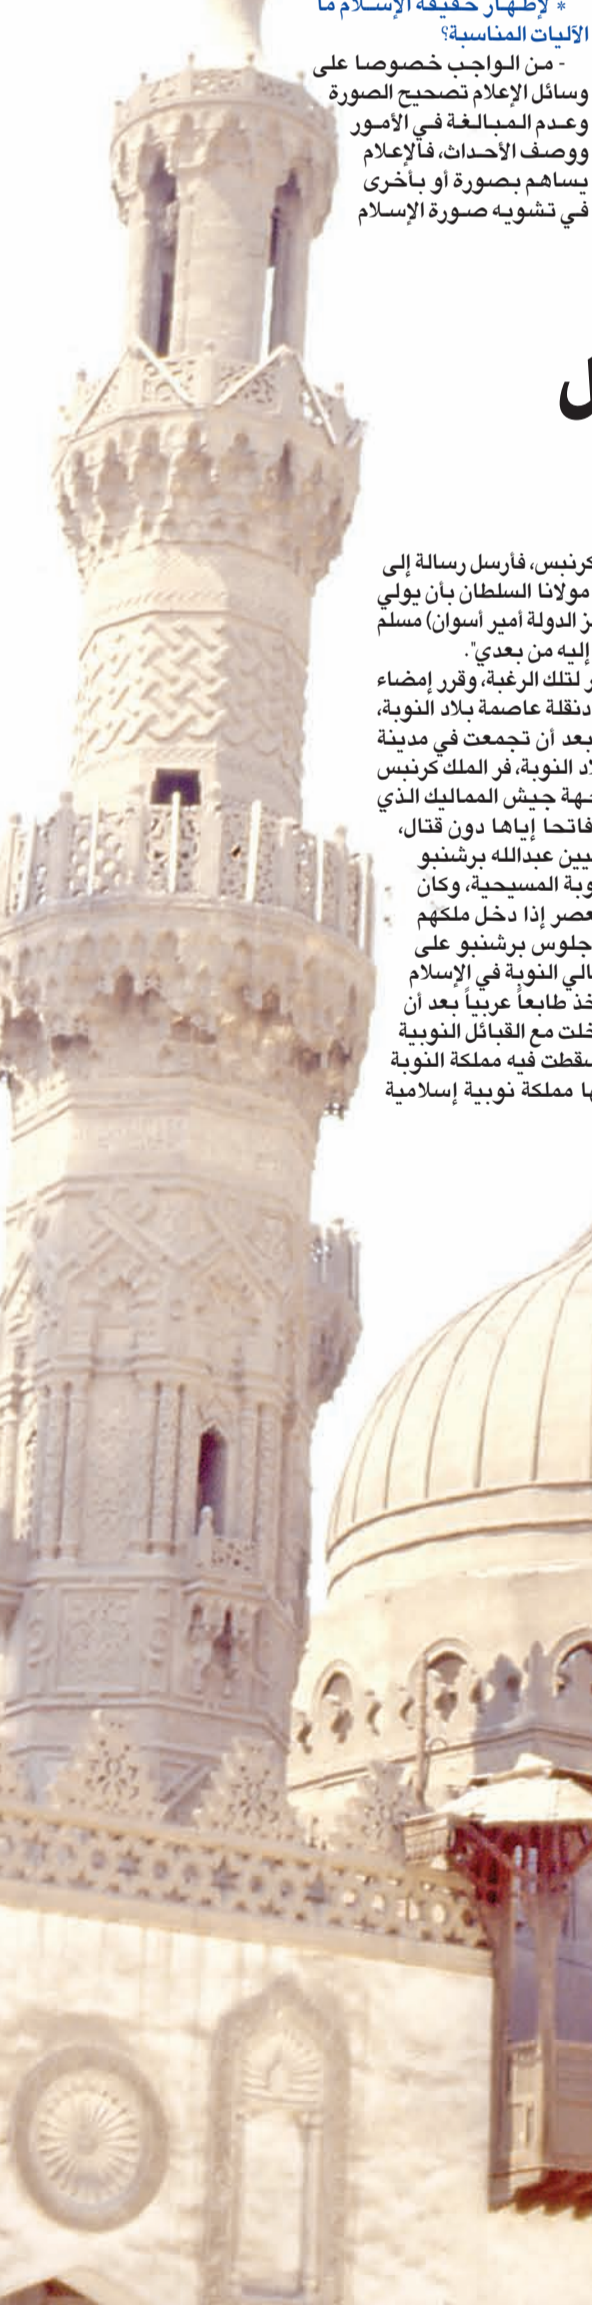 * لإظهار حقيقة الإسلام ما
الآليات المناسبة؟
- من الواجب خصوصا على
وسائل الإعلام تصحيح الصورة
وعدم المبالغة في الأمور
ووصف الأحداث، فالإعلام
يساهم بصورة أو بأخرى
في تشويه صورة الإسلام
ل
كرنبس، فأرسل رسالة إلى
مولانا السلطان بأن يولي
ز الدولة أمير أسوان) مسلم
إليه من بعدي".
ر لتلك الرغبة، وقرر إمضاء
دنقلة عاصمة بلاد النوبة،
بعد أن تجمعت في مدينة
لاد النوبة، فر الملك كرنبس
جهة جيش المماليك الذي
فاتحا إياها دون قتال،
يين عبدالله برشنبو
وبة المسيحية، وكان
عصر إذا دخل ملكهم
جلوس برشنبو على
الي النوبة في الإسلام
خذ طابعاً عربياً بعد أن
خلت مع القبائل النوبية
سقطت فيه مملكة النوبة
ها مملكة نوبية إسلامية